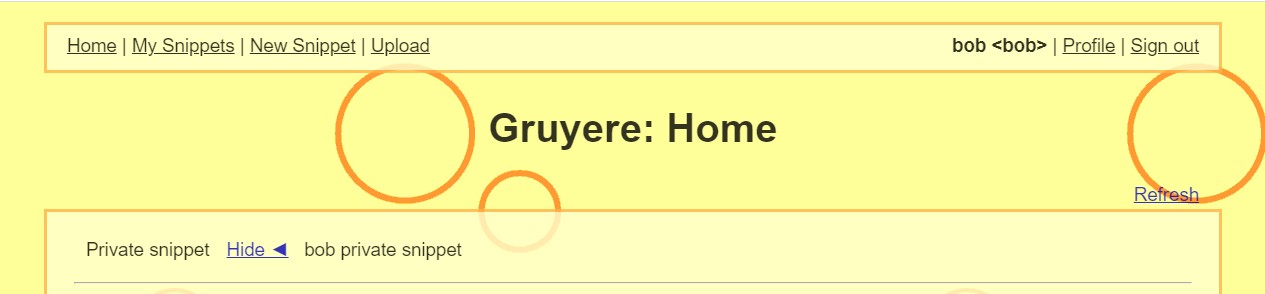 Home | My Snippets | New Snippet | Upload bob <bob> | Profile | Sign out
Gruyere: Home
Refresh
Private snippet Hide ◄ bob private snippet